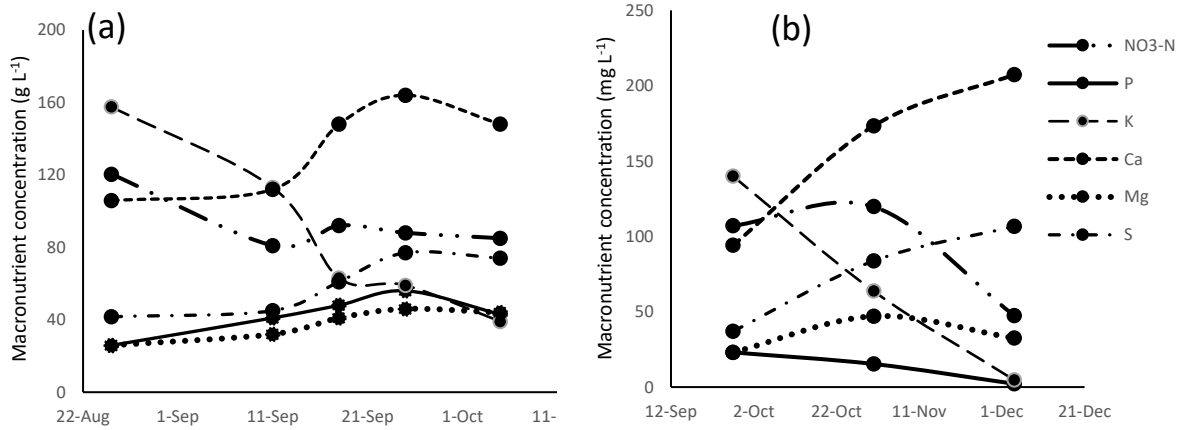 (a)
Macronutrient concentration (g L-1)
200
160
120
80
40
0
22-Aug 1-Sep 11-Sep 21-Sep 1-Oct 11-
(b)
Macronutrient concentration (mg L-1)
250
200
150
100
50
0
12-Sep 2-Oct 22-Oct 11-Nov 1-Dec 21-Dec
NO3-N
P
K
Ca
Mg
S